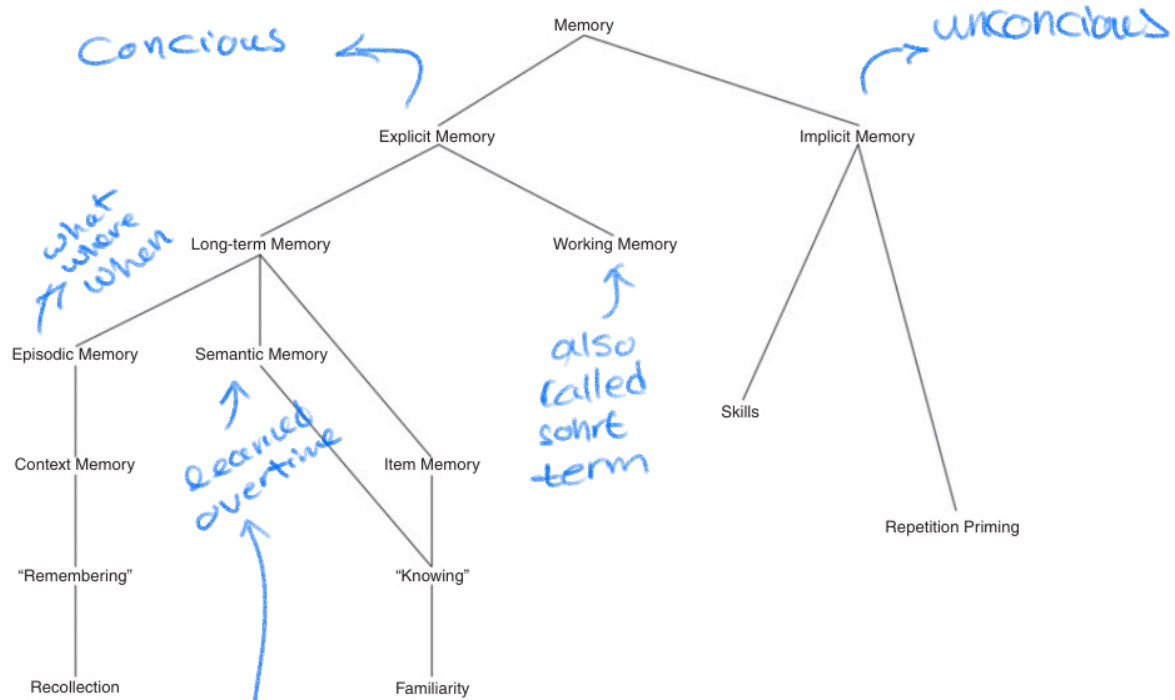 Memory
Concious
unconcious
Explicit Memory
Implicit Memory
what
where
when
Long-term Memory
Working Memory
Episodic Memory
Semantic Memory
also
called
sohrt
term
Skills
learned
overtime
Context Memory
Item Memory
Repetition Priming
“Remembering”
“Knowing”
Recollection
Familiarity